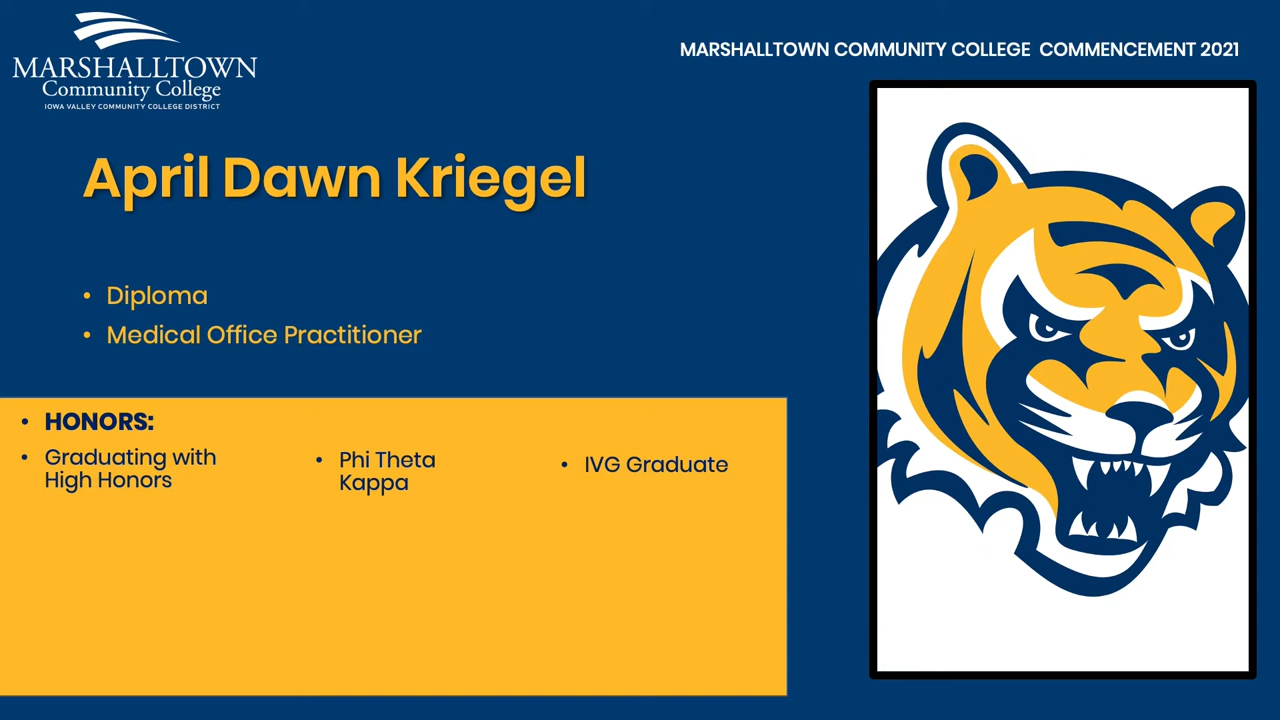 MARSHALLTOWN
Community College
IOWA VALLEY COMMUNITY COLLEGE DISTRICT
MARSHALLTOWN COMMUNITY COLLEGE COMMENCEMENT 2021
April Dawn Kriegel
• Diploma
• Medical Office Practitioner
• HONORS:
• Graduating with
High Honors
• Phi Theta
Kappa
• IVG Graduate